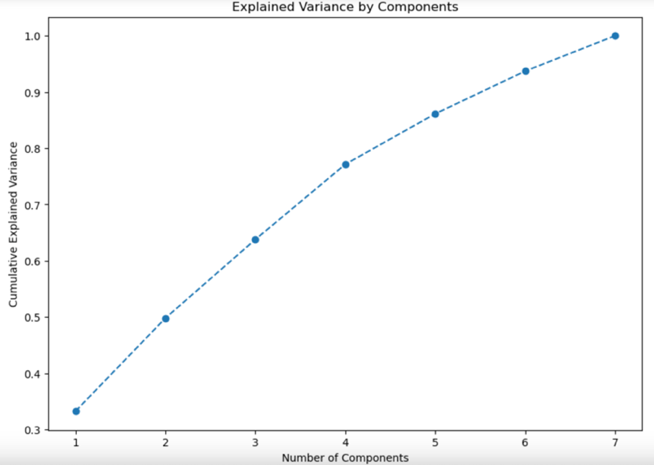 Explained Variance by Components
1.0
0.9
0.8
0.7
0.6
0.5
0.4
0.3
Cumulative Explained Variance
1 2 3 4 5 6 7
Number of Components